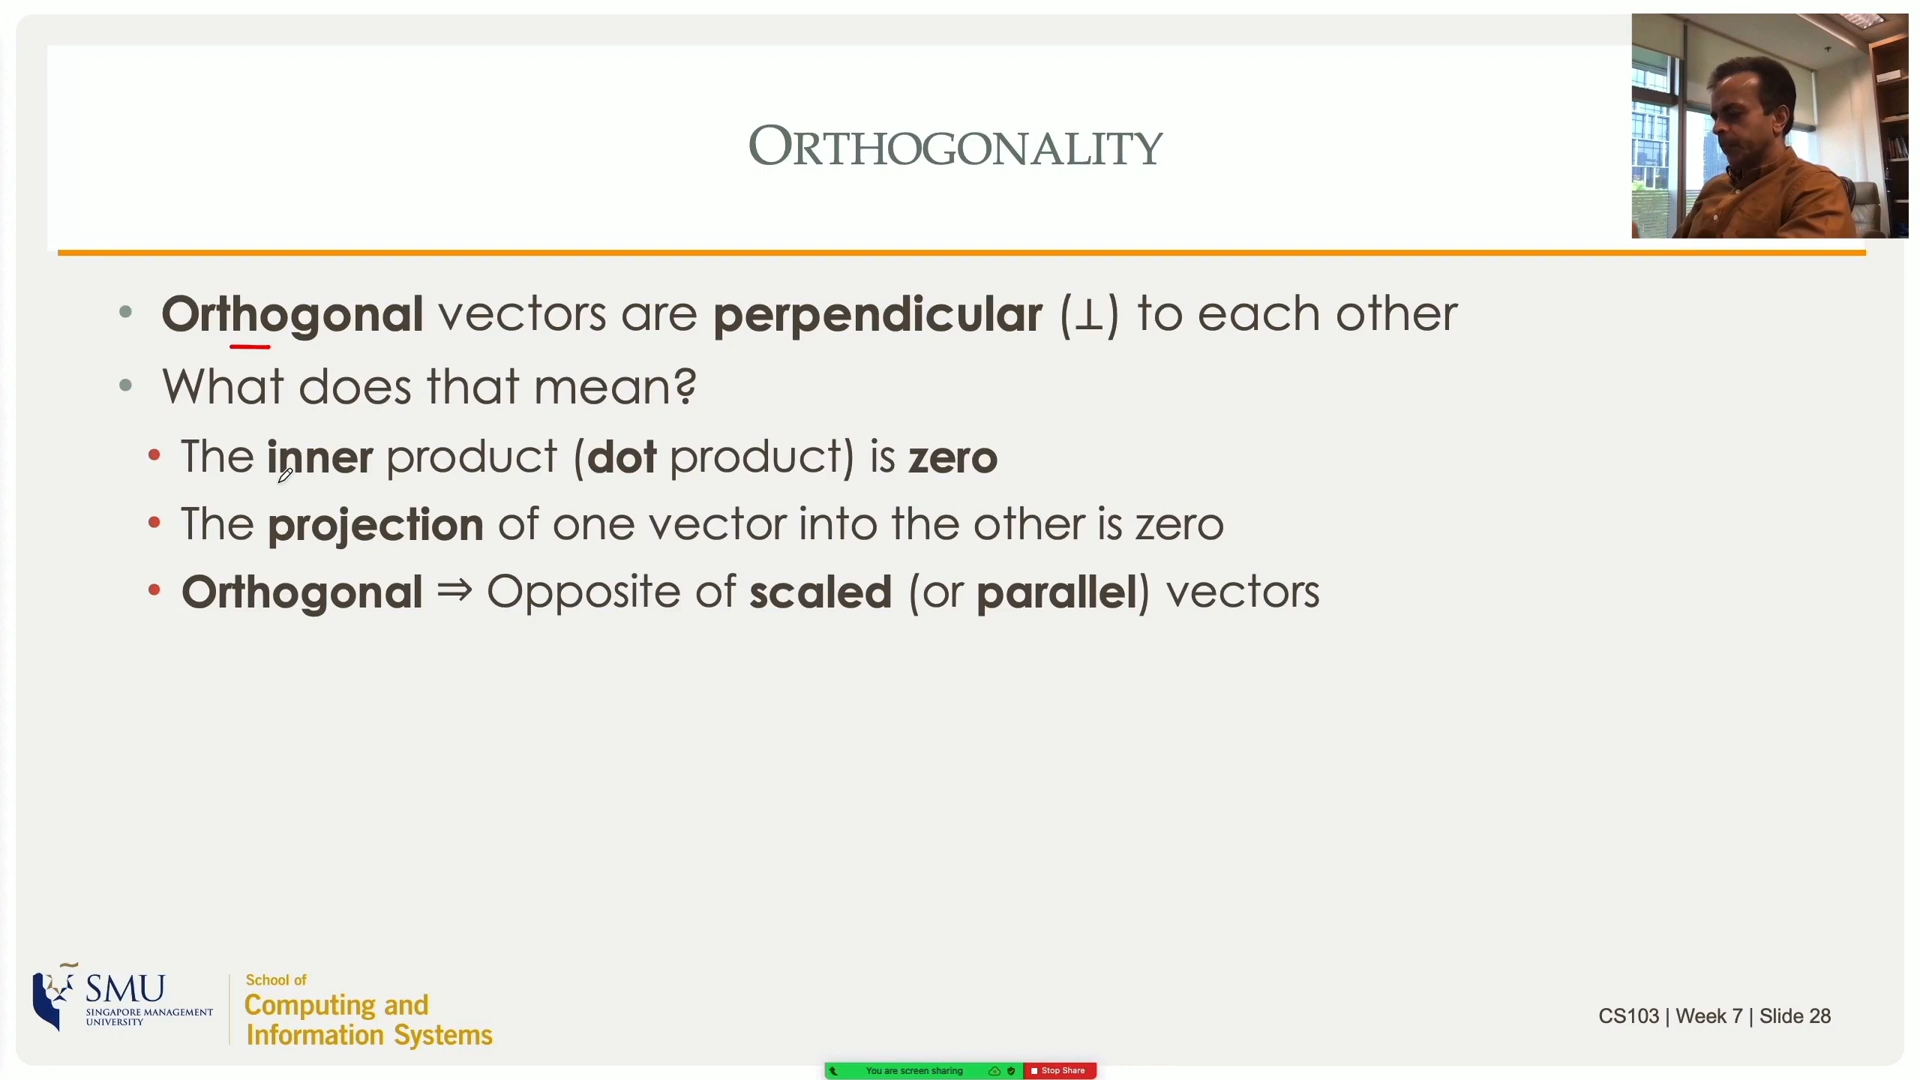 ORTHOGONALITY
• Orthogonal vectors are perpendicular (⊥) to each other
• What does that mean?
• The inner product (dot product) is zero
• The projection of one vector into the other is zero
• Orthogonal ⇒ Opposite of scaled (or parallel) vectors
SMU
SINGAPORE MANAGEMENT
UNIVERSITY
School of
Computing and
Information Systems
CS103 | Week 7 | Slide 28
You are screen sharing
Stop Share